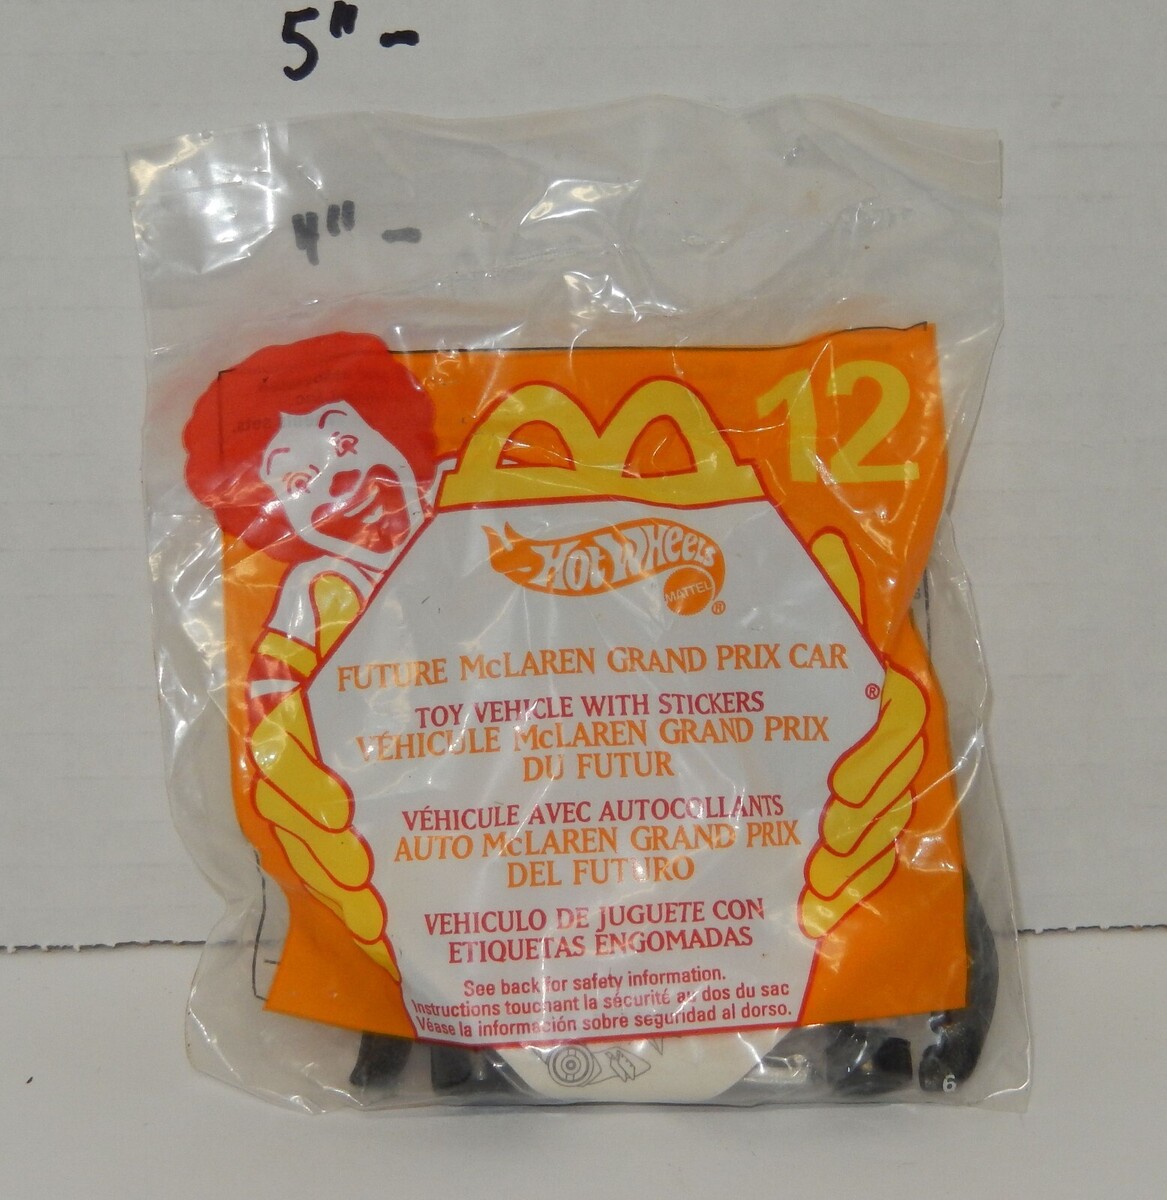 5" -
4" -
12
HOT WHEELS
MATTEL
®
FUTURE McLAREN GRAND PRIX CAR
®
TOY VEHICLE WITH STICKERS
VÉHICULE McLAREN GRAND PRIX
DU FUTUR
VÉHICULE AVEC AUTOCOLLANTS
AUTO McLAREN GRAND PRIX
DEL FUTURO
VEHICULO DE JUGUETE CON
ETIQUETAS ENGOMADAS
See back for safety information.
Instructions touchant la sécurité au dos du sac
Véase la información sobre seguridad al dorso.
6